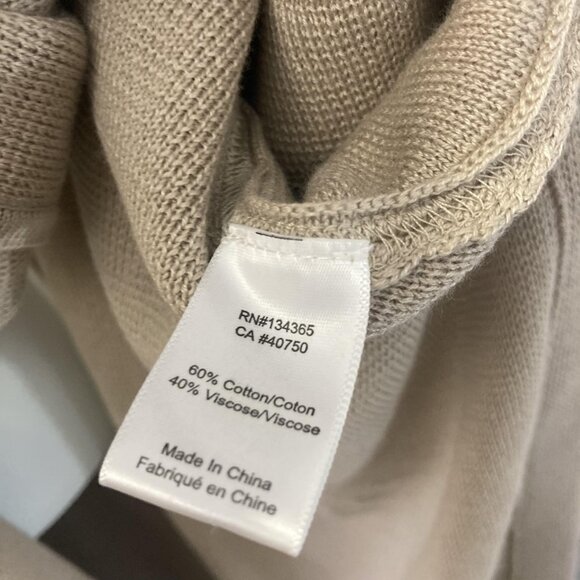 RN#134365
CA #40750
60% Cotton/Coton
40% Viscose/Viscose
Made In China
Fabriqué en Chine